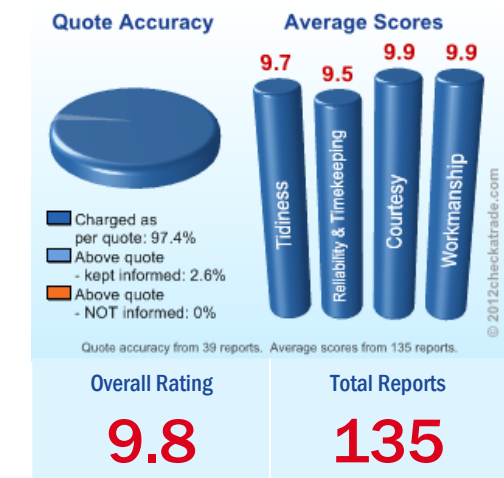 Quote Accuracy
Average Scores
9.7
9.5
9.9
9.9
Tidiness
Reliability & Timekeeping
Courtesy
Workmanship
Charged as
per quote: 97.4%
Above quote
- kept informed: 2.6%
Above quote
- NOT informed: 0%
© 2012checkatrade.com
Quote accuracy from 39 reports. Average scores from 135 reports.
Overall Rating
9.8
Total Reports
135